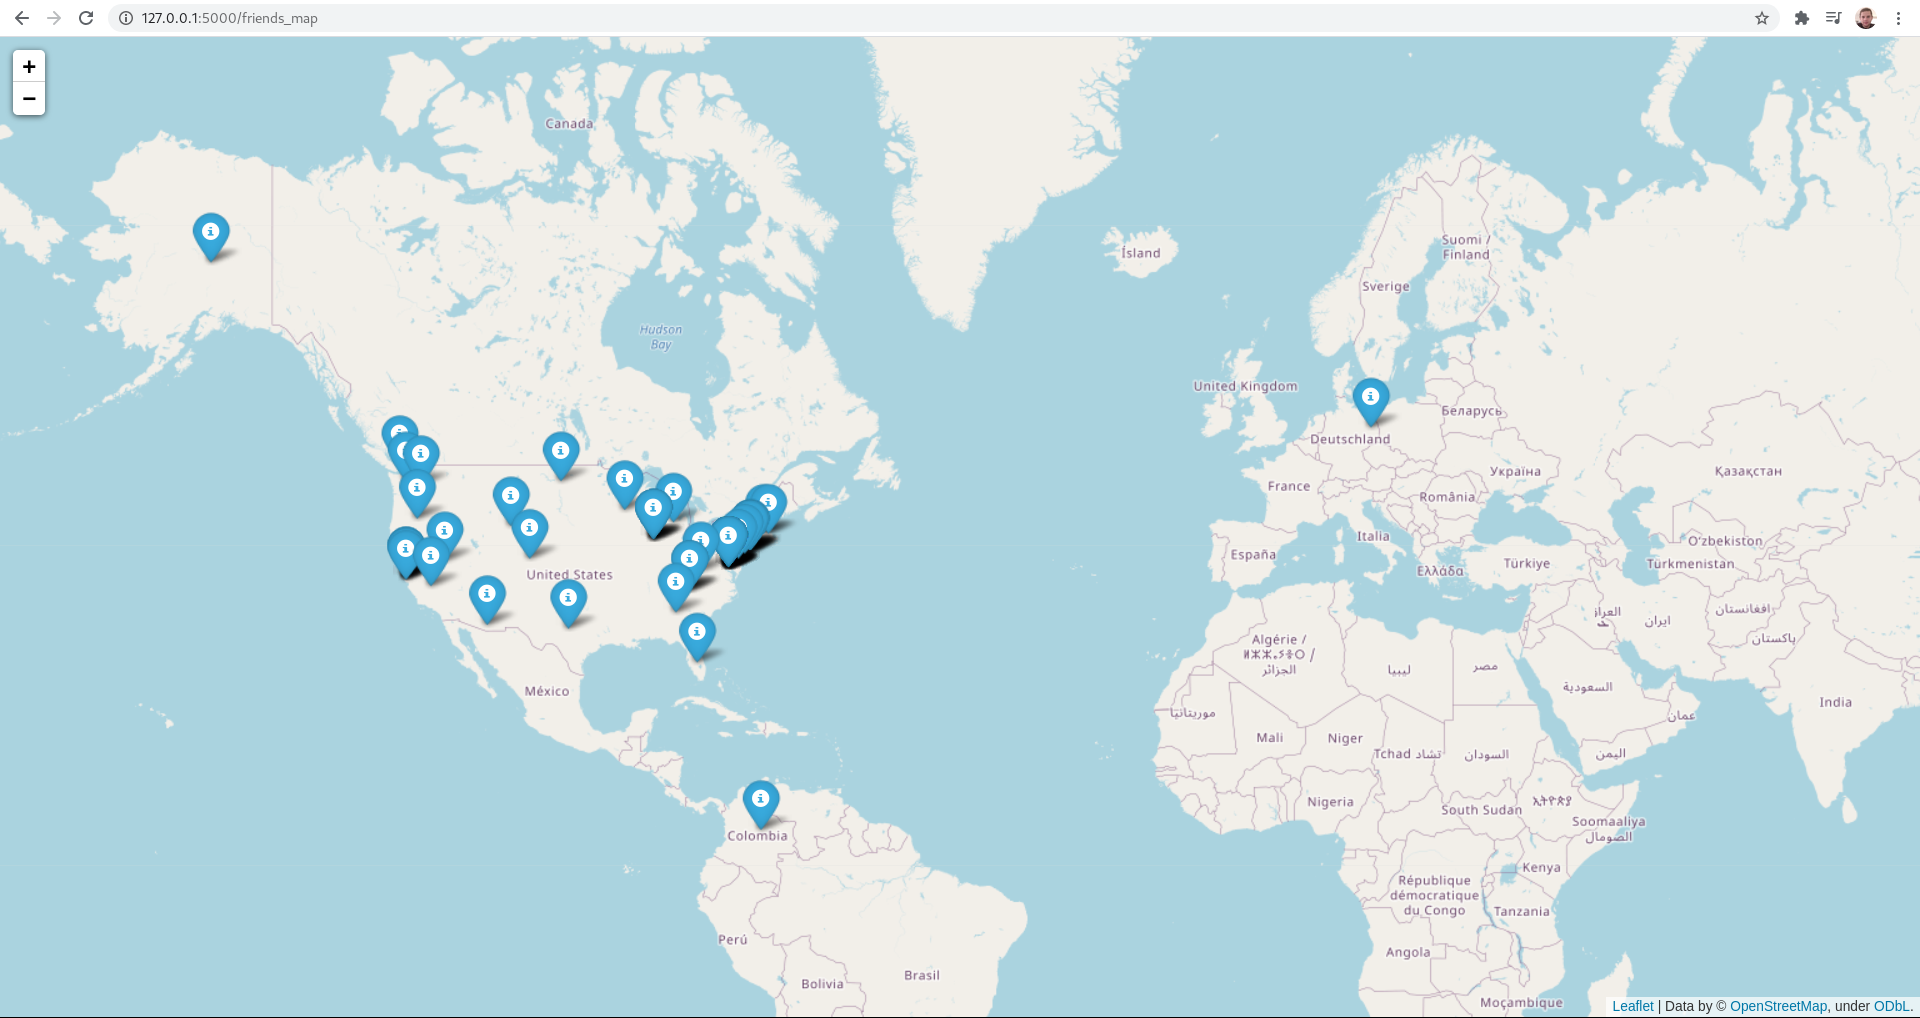 127.0.0.1:5000/friends_map
+
−
Canada
Hudson
Bay
Ísland
Suomi /
Finland
Sverige
United Kingdom
Беларусь
Deutschland
Україна
Қазақстан
France
România
Italia
España
Ελλάδα
Türkiye
Oʻzbekiston
Türkmenistan
United States
افغانستان
العراق
ایران
پاکستان
Algérie /
ⵍⵣⵣⴰⵢⴻⵔ /
الجزائر
ليبيا
مصر
السعودية
México
India
موريتانيا
عمان
Mali
Niger
Tchad تشاد
السودان
اليمن
Nigeria
South Sudan
ኢትዮጵያ
Soomaaliya
الصومال
Colombia
Kenya
République
démocratique
du Congo
Tanzania
Perú
Angola
Brasil
Bolivia
Moçambique
Leaflet | Data by © OpenStreetMap, under ODbL.